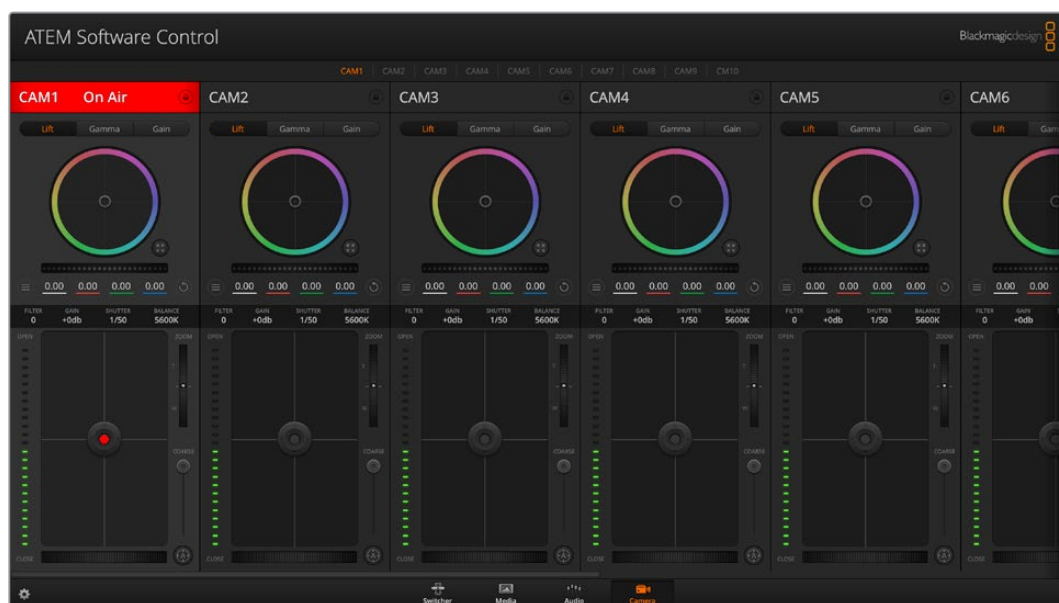 ATEM Software Control
Blackmagicdesign
CAM1 CAM2 CAM3 CAM4 CAM5 CAM6 CAM7 CAM8 CAM9 CM10
CAM1 On Air CAM2 CAM3 CAM4 CAM5 CAM6
Lift Gamma Gain Lift Gamma Gain Lift Gamma Gain Lift Gamma Gain Lift Gamma Gain Lift
0.00 0.00 0.00 0.00 0.00 0.00 0.00 0.00 0.00 0.00 0.00 0.00 0.00 0.00 0.00 0.00 0.00 0.00 0.00 0.00 0.00 0.00
FILTER GAIN SHUTTER BALANCE FILTER GAIN SHUTTER BALANCE FILTER GAIN SHUTTER BALANCE FILTER GAIN SHUTTER BALANCE FILTER GAIN SHUTTER BALANCE FILTER GAIN
0 +0db 1/50 5600K 0 +0db 1/50 5600K 0 +0db 1/50 5600K 0 +0db 1/50 5600K 0 +0db 1/50 5600K 0 +0db
OPEN ZOOM OPEN ZOOM OPEN ZOOM OPEN ZOOM OPEN ZOOM OPEN
T T T T T
W W W W W
COARSE COARSE COARSE COARSE COARSE
CLOSE CLOSE CLOSE CLOSE CLOSE CLOSE
Switcher Media Audio Camera